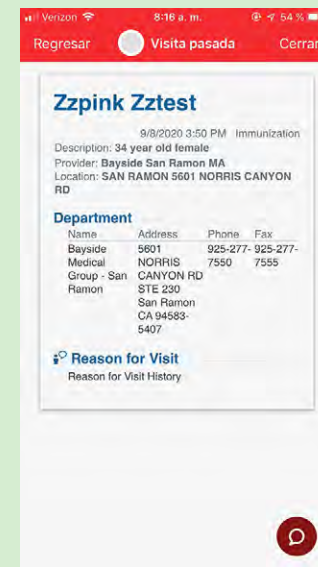 Verizon 8:16 a. m. 54 %
Regresar Visita pasada Cerrar
Zzpink Zztest
9/8/2020 3:50 PM Immunization
Description: 34 year old female
Provider: Bayside San Ramon MA
Location: SAN RAMON 5601 NORRIS CANYON
RD
Department
Name Address Phone Fax
Bayside 5601 925-277- 925-277-
Medical NORRIS 7550 7555
Group - San CANYON RD
Ramon STE 230
San Ramon
CA 94583-
5407
Reason for Visit
Reason for Visit History